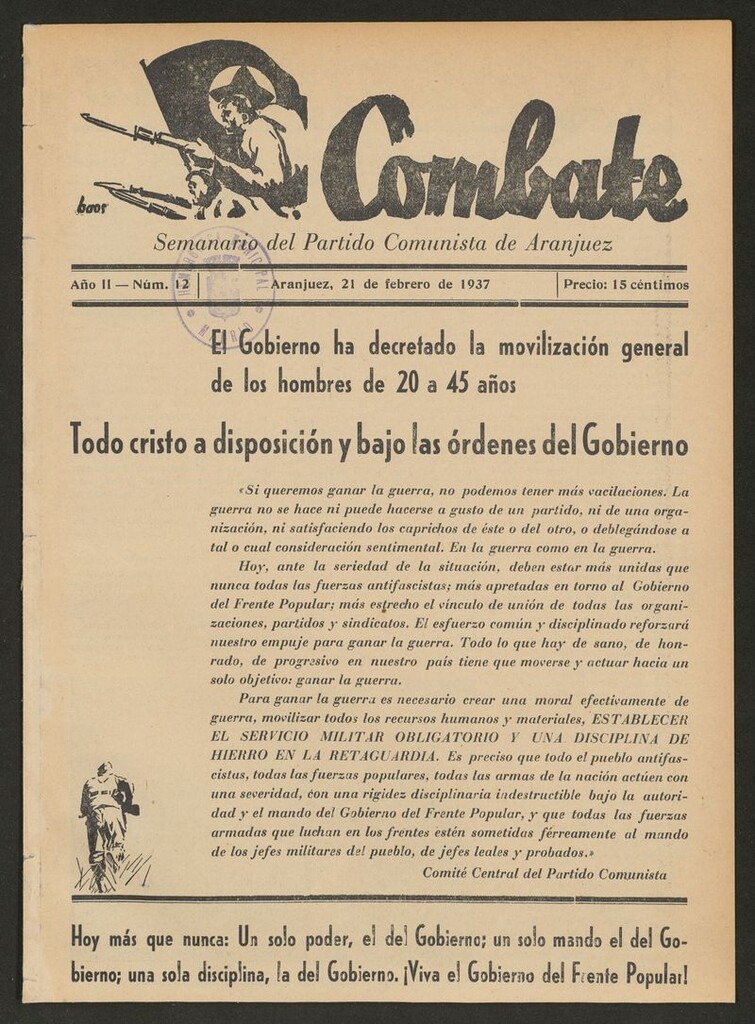 baos
Combate
Semanario del Partido Comunista de Aranjuez
Año II — Núm. 12
Aranjuez, 21 de febrero de 1937
Precio: 15 céntimos
El Gobierno ha decretado la movilización general
de los hombres de 20 a 45 años
Todo cristo a disposición y bajo las órdenes del Gobierno
«Si queremos ganar la guerra, no podemos tener más vacilaciones. La
guerra no se hace ni puede hacerse a gusto de un partido, ni de una orga-
nización, ni satisfaciendo los caprichos de éste o del otro, o doblegándose a
tal o cual consideración sentimental. En la guerra como en la guerra.
Hoy, ante la seriedad de la situación, deben estar más unidas que
nunca todas las fuerzas antifascistas; más apretadas en torno al Gobierno
del Frente Popular; más estrecho el vínculo de unión de todas las organi-
zaciones, partidos y sindicatos. El esfuerzo común y disciplinado reforzará
nuestro empuje para ganar la guerra. Todo lo que hay de sano, de hon-
rado, de progresivo en nuestro país tiene que moverse y actuar hacia un
solo objetivo: ganar la guerra.
Para ganar la guerra es necesario crear una moral efectivamente de
guerra, movilizar todos los recursos humanos y materiales, ESTABLECER
EL SERVICIO MILITAR OBLIGATORIO Y UNA DISCIPLINA DE
HIERRO EN LA RETAGUARDIA. Es preciso que todo el pueblo antifas-
cistas, todas las fuerzas populares, todas las armas de la nación actúen con
una severidad, con una rigidez disciplinaria indestructible bajo la autori-
dad y el mando del Gobierno del Frente Popular, y que todas las fuerzas
armadas que luchan en los frentes estén sometidas férreamente al mando
de los jefes militares del pueblo, de jefes leales y probados.»
Comité Central del Partido Comunista
Hoy más que nunca: Un solo poder, el del Gobierno; un solo mando el del Go-
bierno; una sola disciplina, la del Gobierno. ¡Viva el Gobierno del Frente Popular!